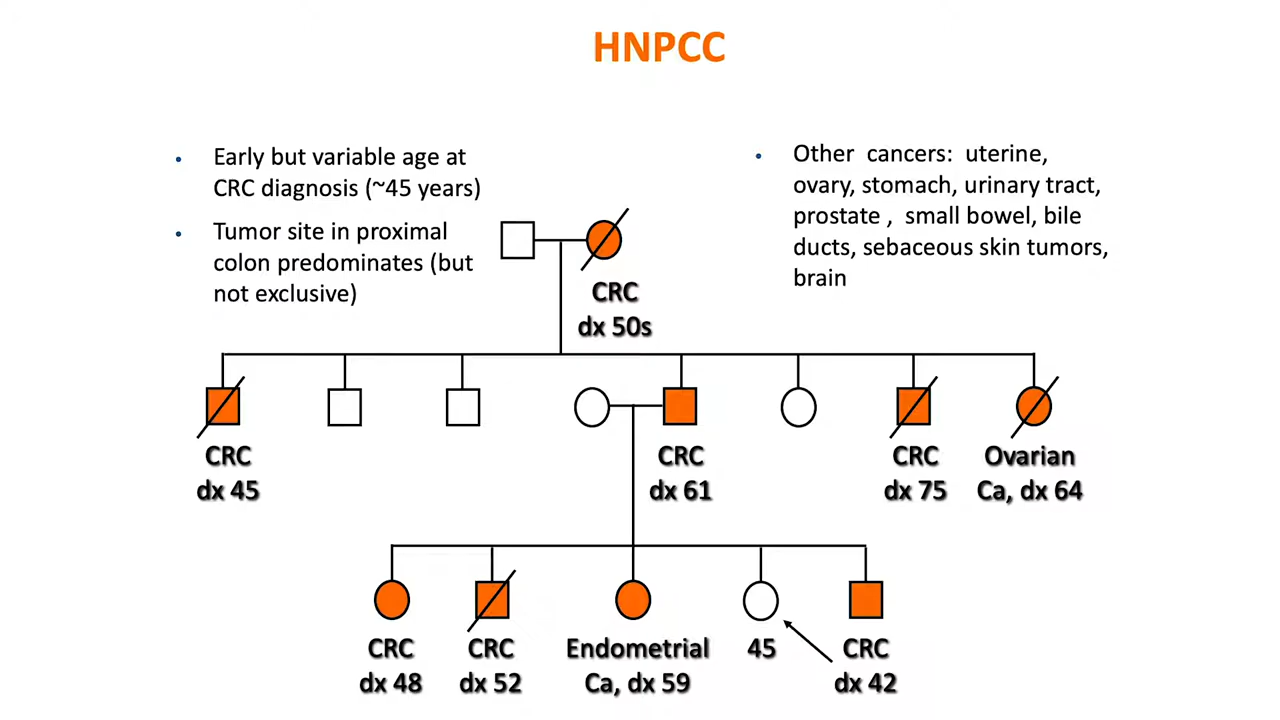 HNPCC
• Early but variable age at
CRC diagnosis (~45 years)
• Tumor site in proximal
colon predominates (but
not exclusive)
• Other cancers: uterine,
ovary, stomach, urinary tract,
prostate , small bowel, bile
ducts, sebaceous skin tumors,
brain
CRC
dx 50s
CRC
dx 45
CRC
dx 61
CRC
dx 75
Ovarian
Ca, dx 64
CRC
dx 48
CRC
dx 52
Endometrial
Ca, dx 59
45
CRC
dx 42